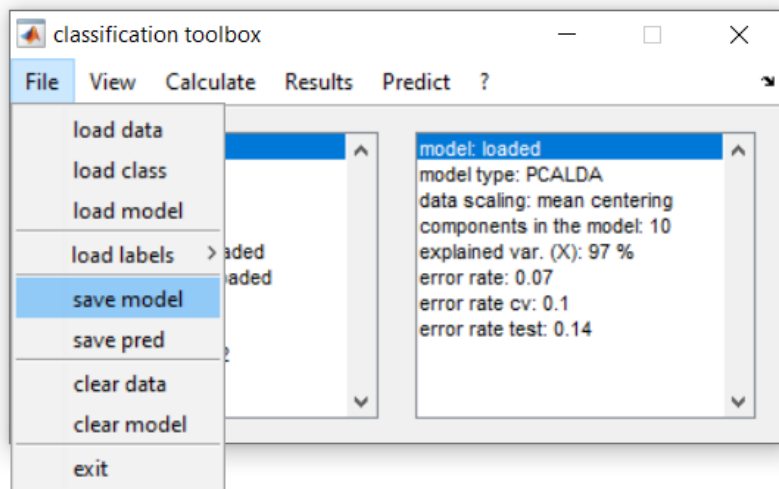 classification toolbox
File View Calculate Results Predict ?
load data
load class
load model
load labels
save model
save pred
clear data
clear model
exit
model: loaded
model type: PCALDA
data scaling: mean centering
components in the model: 10
explained var. (X): 97 %
error rate: 0.07
error rate cv: 0.1
error rate test: 0.14